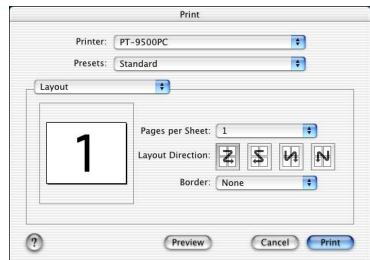 Print
Printer: PT-9500PC
Presets: Standard
Layout
1
Pages per Sheet: 1
Layout Direction:
Border: None
? Preview Cancel Print